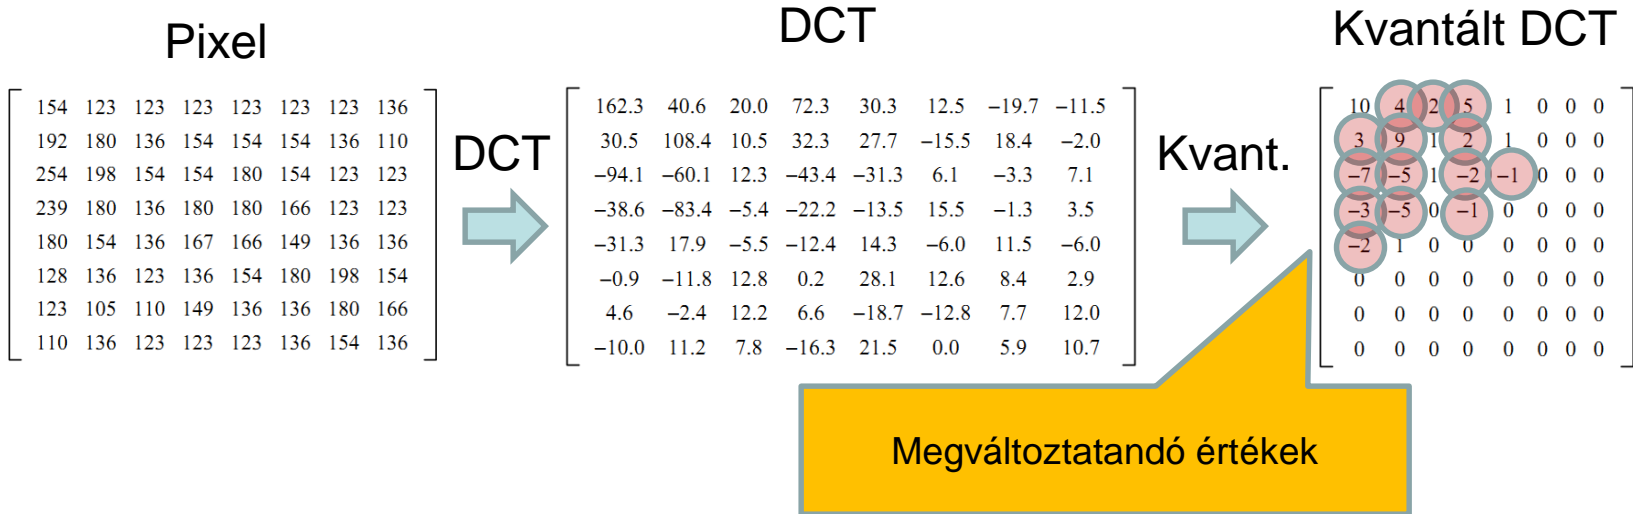 Pixel
154 123 123 123 123 123 123 136
192 180 136 154 154 154 136 110
254 198 154 154 180 154 123 123
239 180 136 180 180 166 123 123
180 154 136 167 166 149 136 136
128 136 123 136 154 180 198 154
123 105 110 149 136 136 180 166
110 136 123 123 123 136 154 136
DCT
DCT
162.3 40.6 20.0 72.3 30.3 12.5 −19.7 −11.5
30.5 108.4 10.5 32.3 27.7 −15.5 18.4 −2.0
−94.1 −60.1 12.3 −43.4 −31.3 6.1 −3.3 7.1
−38.6 −83.4 −5.4 −22.2 −13.5 15.5 −1.3 3.5
−31.3 17.9 −5.5 −12.4 14.3 −6.0 11.5 −6.0
−0.9 −11.8 12.8 0.2 28.1 12.6 8.4 2.9
4.6 −2.4 12.2 6.6 −18.7 −12.8 7.7 12.0
−10.0 11.2 7.8 −16.3 21.5 0.0 5.9 10.7
Kvant.
Kvantált DCT
10 4 2 5 1 0 0 0
3 9 1 2 1 0 0 0
−7 −5 1 −2 −1 0 0 0
−3 −5 0 −1 0 0 0 0
−2 1 0 0 0 0 0 0
0 0 0 0 0 0 0 0
0 0 0 0 0 0 0 0
0 0 0 0 0 0 0 0
Megváltoztatandó értékek